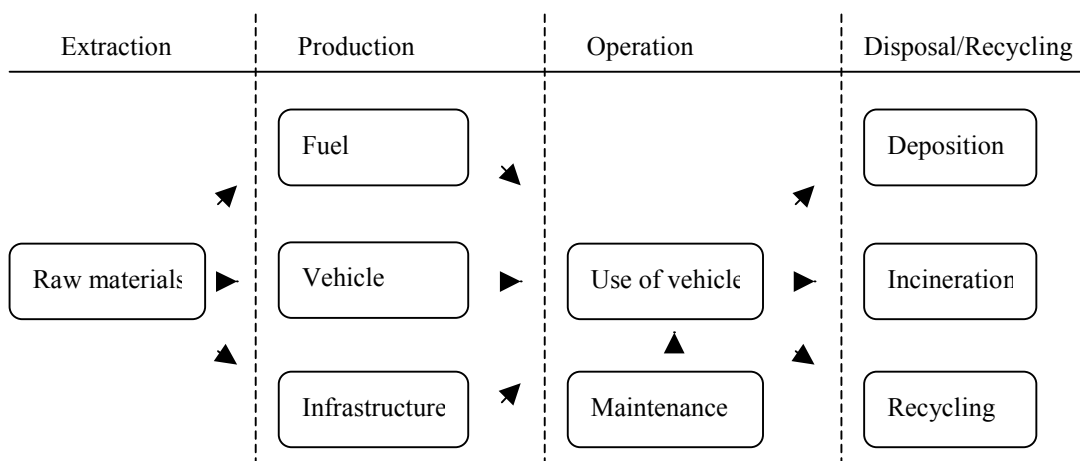 Extraction
Production
Operation
Disposal/Recycling
Fuel
Deposition
Raw materials
Vehicle
Use of vehicle
Incineration
Infrastructure
Maintenance
Recycling